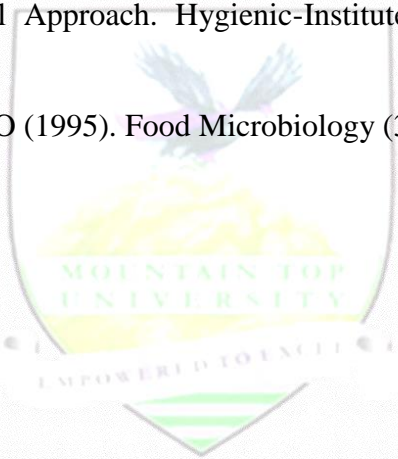 l Approach. Hygienic-Institute
O (1995). Food Microbiology (3
MOUNTAIN TOP
UNIVERSITY
EMPOWERED TO EXCEL